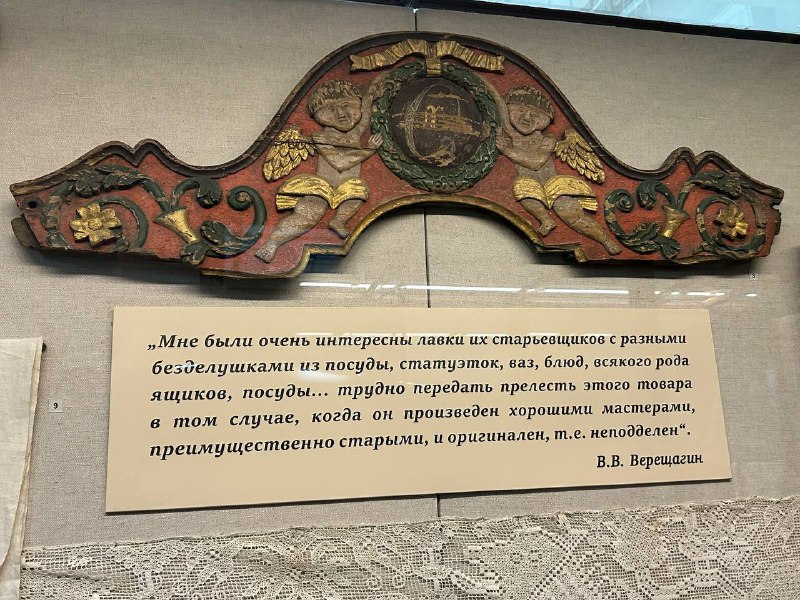 „Мне были очень интересны лавки их старьевщиков с разными
безделушками из посуды, статуэток, ваз, блюд, всякого рода
ящиков, посуды... трудно передать прелесть этого товара
в том случае, когда он произведен хорошими мастерами,
преимущественно старыми, и оригинален, т.е. неподделен“.
В.В. Верещагин
9
3